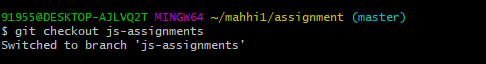 91955@DESKTOP-AJLVQ2T MINGW64 ~/mahhi1/assignment (master)
$ git checkout js-assignments
Switched to branch 'js-assignments'